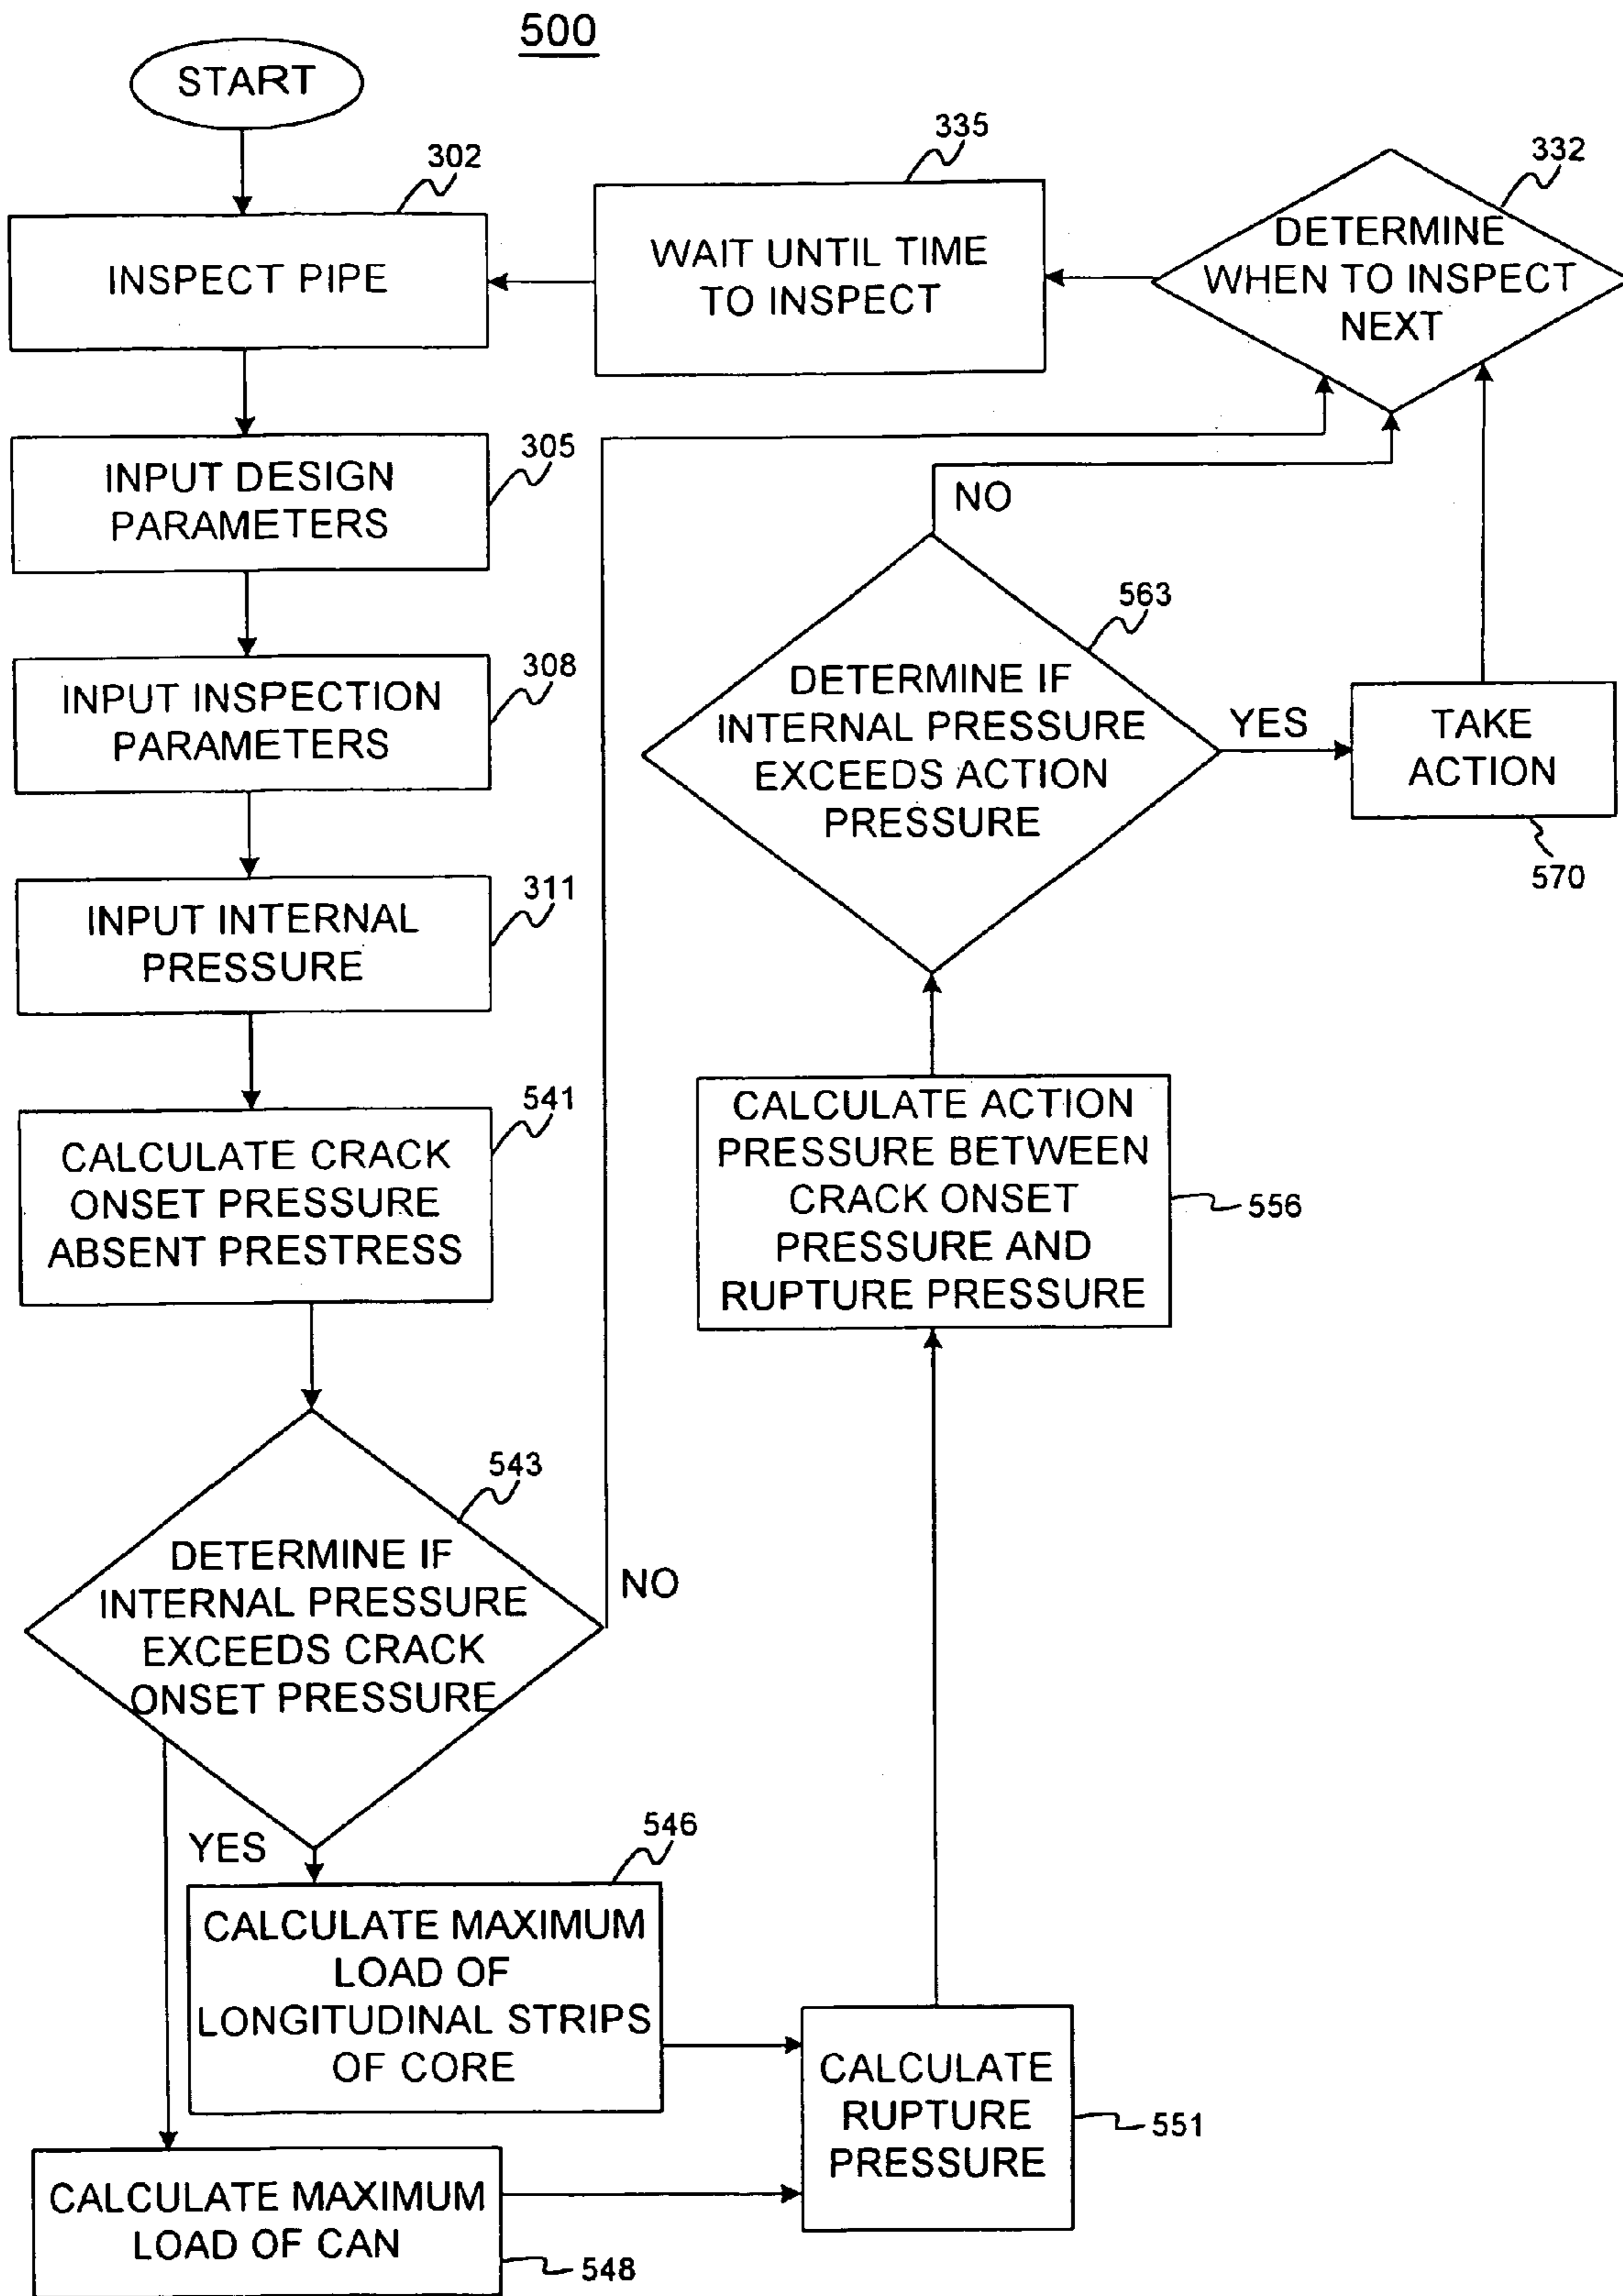 500
START
302
INSPECT PIPE
335
WAIT UNTIL TIME
TO INSPECT
332
DETERMINE
WHEN TO INSPECT
NEXT
305
INPUT DESIGN
PARAMETERS
308
INPUT INSPECTION
PARAMETERS
311
INPUT INTERNAL
PRESSURE
541
CALCULATE CRACK
ONSET PRESSURE
ABSENT PRESTRESS
543
DETERMINE IF
INTERNAL PRESSURE
EXCEEDS CRACK
ONSET PRESSURE
NO
YES
546
CALCULATE MAXIMUM
LOAD OF
LONGITUDINAL STRIPS
OF CORE
CALCULATE MAXIMUM
LOAD OF CAN
548
CALCULATE
RUPTURE
PRESSURE
551
CALCULATE ACTION
PRESSURE BETWEEN
CRACK ONSET
PRESSURE AND
RUPTURE PRESSURE
556
563
DETERMINE IF
INTERNAL PRESSURE
EXCEEDS ACTION
PRESSURE
NO
YES
TAKE
ACTION
570